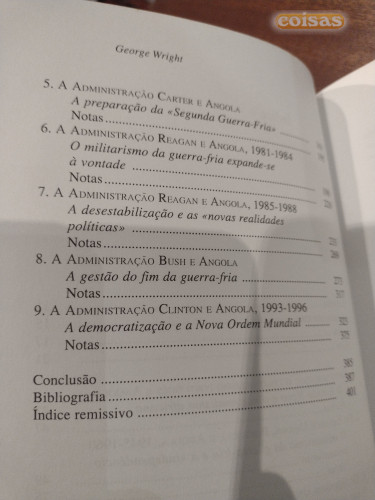 coisas
George Wright
5. A Administração Carter e Angola
A preparação da «Segunda Guerra-Fria»
Notas
6. A Administração Reagan e Angola, 1981-1984
O militarismo da guerra-fria expande-se
à vontade
Notas
7. A Administração Reagan e Angola, 1985-1988
A desestabilização e as «novas realidades
políticas»
Notas
8. A Administração Bush e Angola
A gestão do fim da guerra-fria
Notas
9. A Administração Clinton e Angola, 1993-1996
A democratização e a Nova Ordem Mundial
Notas
Conclusão
Bibliografia
Índice remissivo